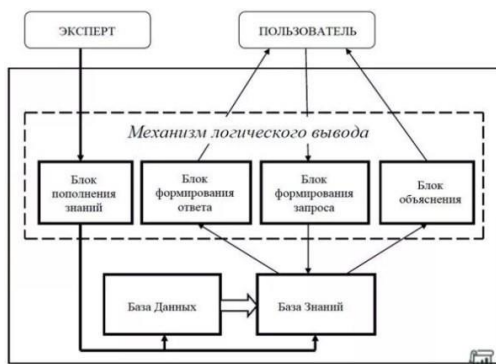 ЭКСПЕРТ
ПОЛЬЗОВАТЕЛЬ
Механизм логического вывода
Блок
пополнения
знаний
Блок
формирования
ответа
Блок
формирования
запроса
Блок
объяснения
База Данных
База Знаний